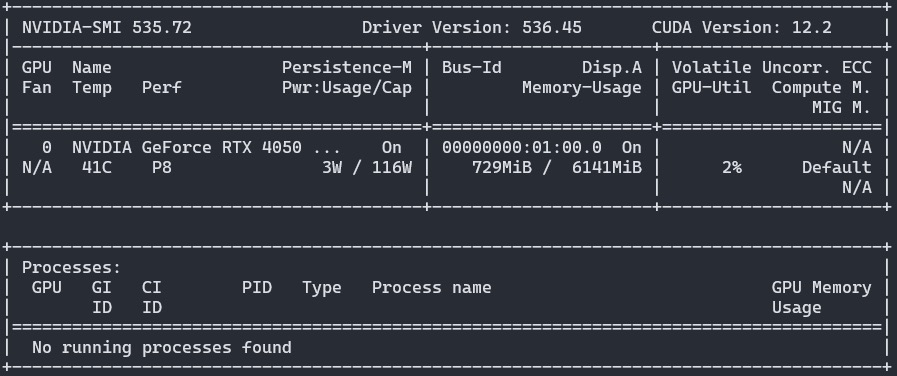 NVIDIA-SMI 535.72 Driver Version: 536.45 CUDA Version: 12.2
GPU Name Persistence-M | Bus-Id Disp.A | Volatile Uncorr. ECC
Fan Temp Perf Pwr:Usage/Cap | Memory-Usage | GPU-Util Compute M.
MIG M.
0 NVIDIA GeForce RTX 4050 ... On | 00000000:01:00.0 On | N/A
N/A 41C P8 3W / 116W | 729MiB / 6141MiB | 2% Default
N/A
Processes:
GPU GI CI PID Type Process name GPU Memory
ID ID Usage
No running processes found